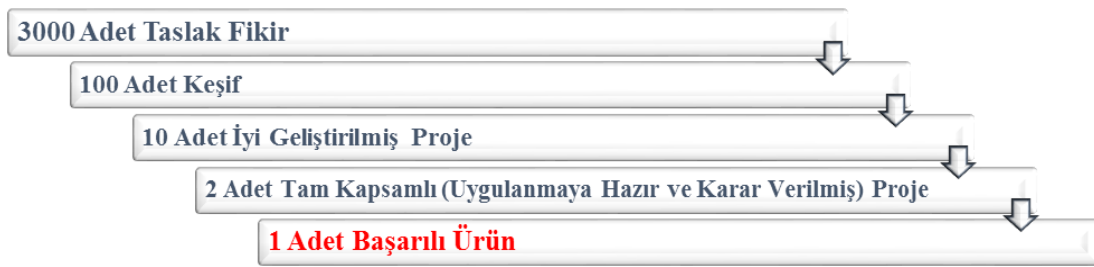 3000 Adet Taslak Fikir
100 Adet Keşif
10 Adet İyi Geliştirilmiş Proje
2 Adet Tam Kapsamlı (Uygulanmaya Hazır ve Karar Verilmiş) Proje
1 Adet Başarılı Ürün